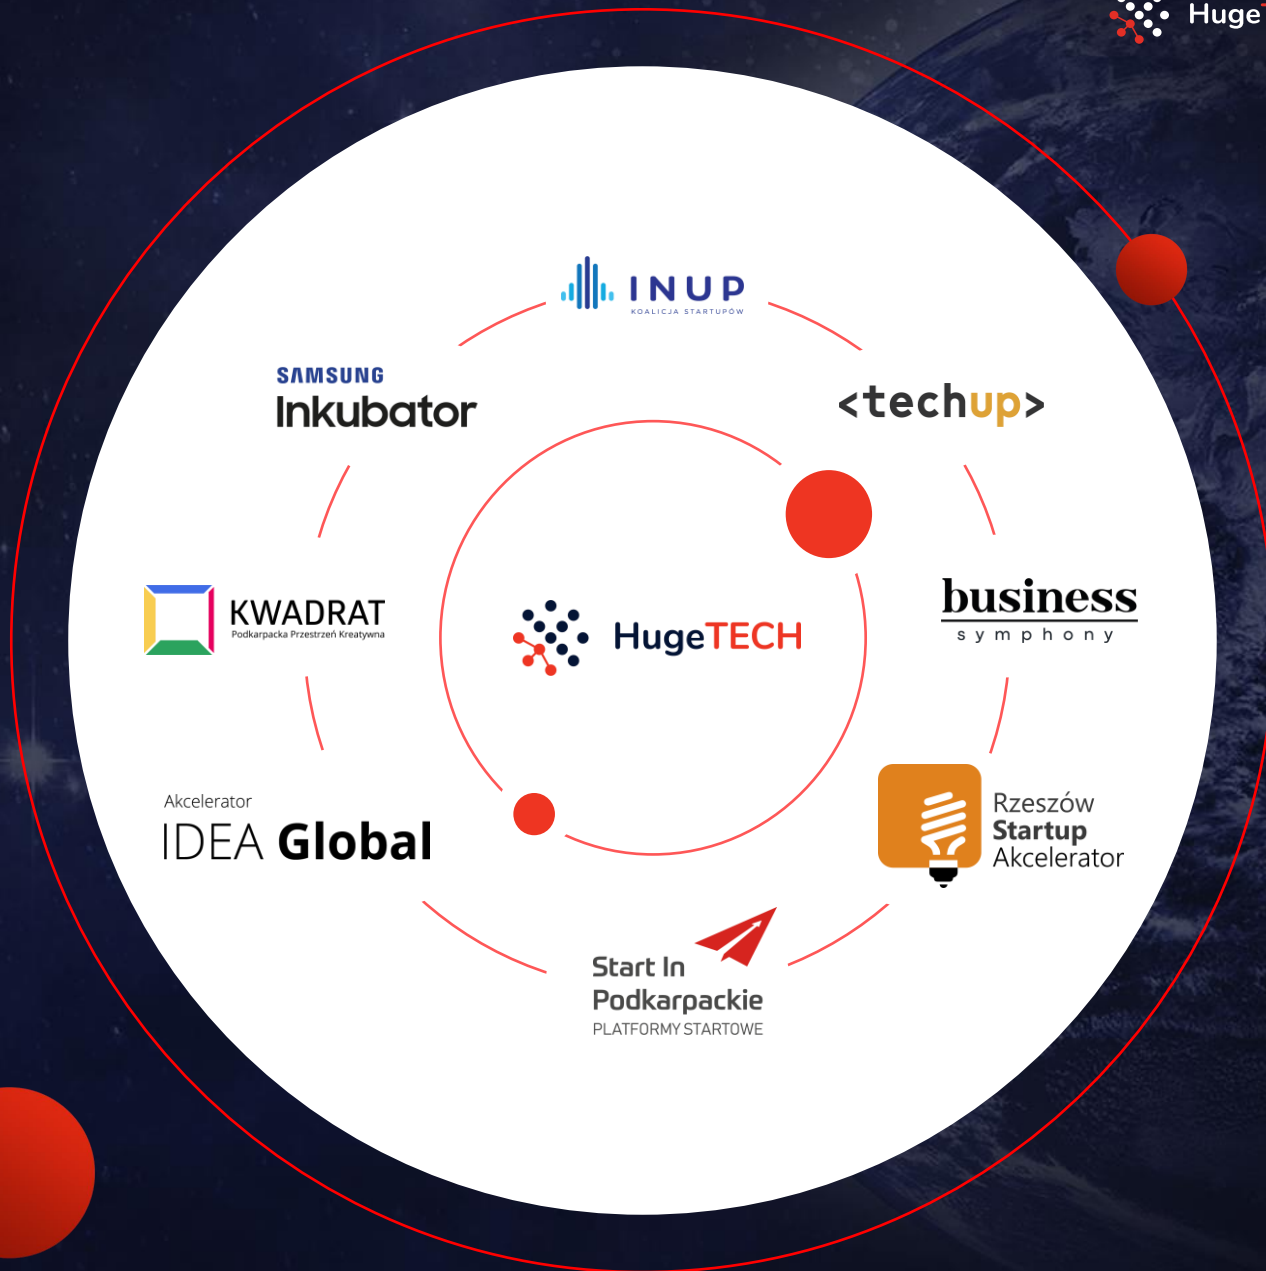 Huge
INUP
KOALICJA STARTUPÓW
SAMSUNG
Inkubator
<techup>
KWADRAT
Podkarpacka Przestrzeń Kreatywna
HugeTECH
business
symphony
Akcelerator
IDEA Global
Rzeszów
Startup
Akcelerator
Start In
Podkarpackie
PLATFORMY STARTOWE